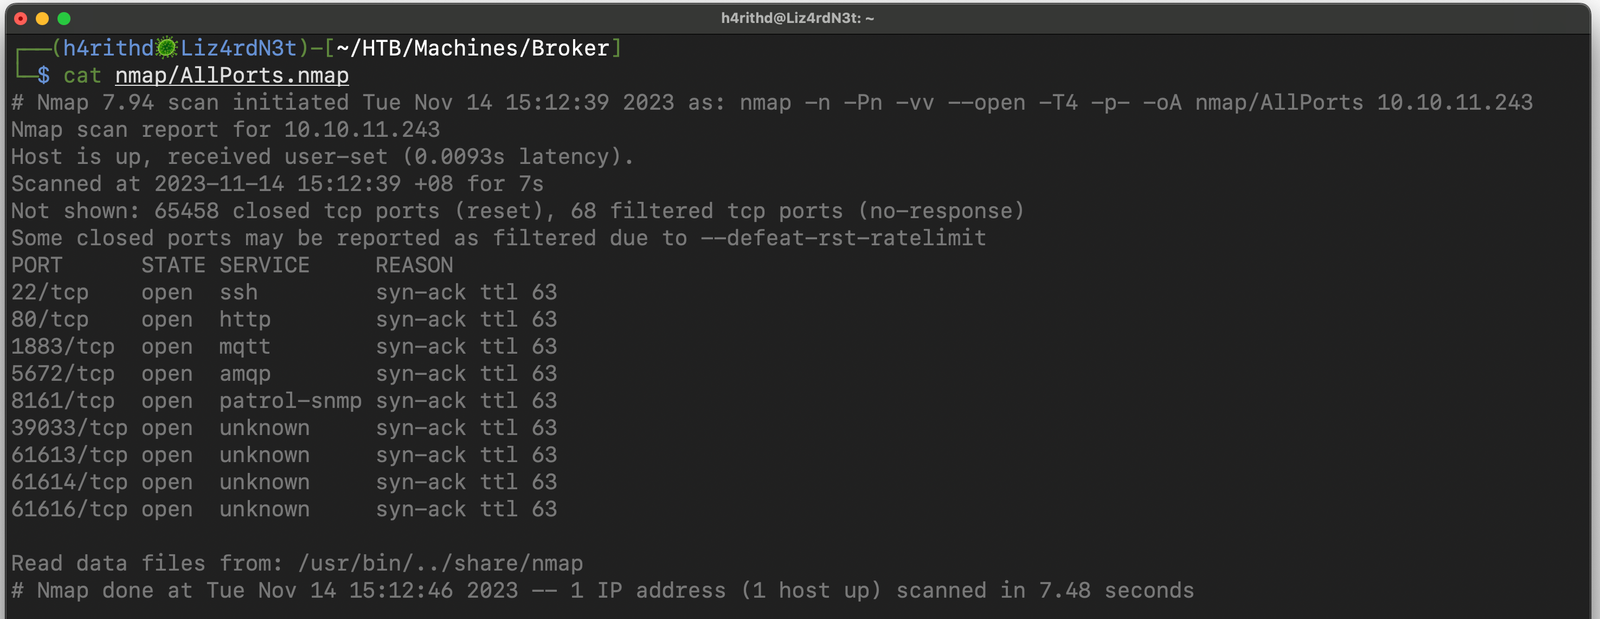 h4rithd@Liz4rdN3t: ~
┌──(h4rithd🦠Liz4rdN3t)-[~/HTB/Machines/Broker]
└─$ cat nmap/AllPorts.nmap
# Nmap 7.94 scan initiated Tue Nov 14 15:12:39 2023 as: nmap -n -Pn -vv --open -T4 -p- -oA nmap/AllPorts 10.10.11.243
Nmap scan report for 10.10.11.243
Host is up, received user-set (0.0093s latency).
Scanned at 2023-11-14 15:12:39 +08 for 7s
Not shown: 65458 closed tcp ports (reset), 68 filtered tcp ports (no-response)
Some closed ports may be reported as filtered due to --defeat-rst-ratelimit
PORT      STATE SERVICE     REASON
22/tcp    open  ssh         syn-ack ttl 63
80/tcp    open  http        syn-ack ttl 63
1883/tcp  open  mqtt        syn-ack ttl 63
5672/tcp  open  amqp        syn-ack ttl 63
8161/tcp  open  patrol-snmp syn-ack ttl 63
39033/tcp open  unknown     syn-ack ttl 63
61613/tcp open  unknown     syn-ack ttl 63
61614/tcp open  unknown     syn-ack ttl 63
61616/tcp open  unknown     syn-ack ttl 63
Read data files from: /usr/bin/../share/nmap
# Nmap done at Tue Nov 14 15:12:46 2023 -- 1 IP address (1 host up) scanned in 7.48 seconds